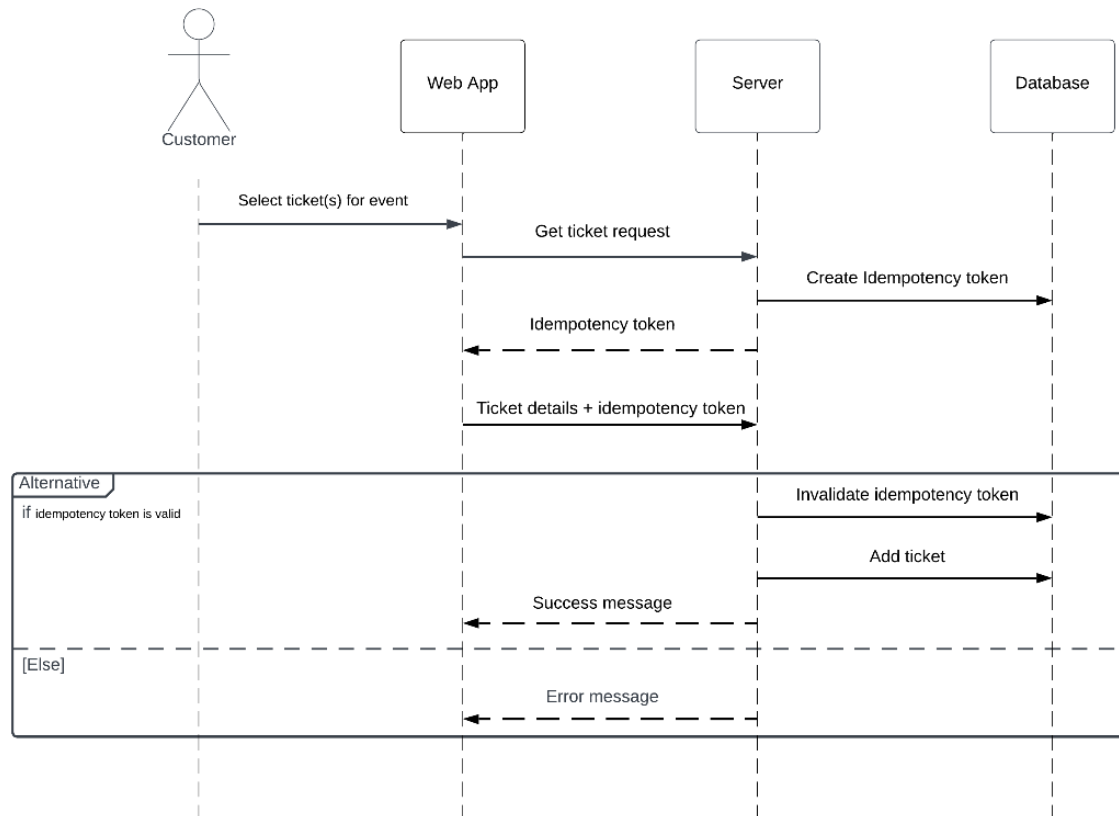 Customer
Web App
Server
Database
Select ticket(s) for event
Get ticket request
Create Idempotency token
Idempotency token
Ticket details + idempotency token
Alternative
if idempotency token is valid
Invalidate idempotency token
Add ticket
Success message
[Else]
Error message